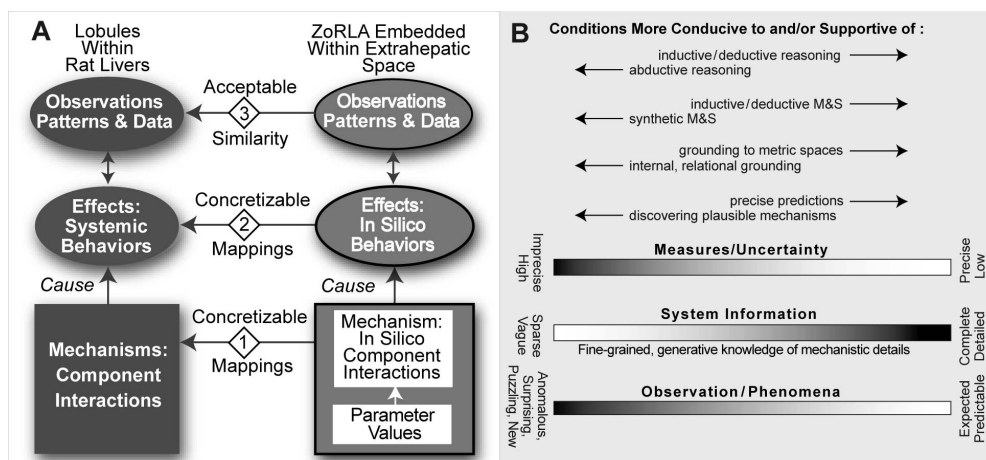 A
Lobules
Within
Rat Livers
ZoRLA Embedded
Within Extrahepatic
Space
Observations
Patterns & Data
Acceptable
3
Similarity
Observations
Patterns & Data
Effects:
Systemic
Behaviors
Concretizable
2
Mappings
Effects:
In Silico
Behaviors
Cause
Cause
Mechanisms:
Component
Interactions
Concretizable
1
Mappings
Mechanism:
In Silico
Component
Interactions
Parameter
Values
B
Conditions More Conducive to and/or Supportive of :
inductive/deductive reasoning
abductive reasoning
inductive/deductive M&S
synthetic M&S
grounding to metric spaces
internal, relational grounding
precise predictions
discovering plausible mechanisms
Measures/Uncertainty
Imprecise
High
Precise
Low
System Information
Sparse
Vague
Complete
Detailed
Fine-grained, generative knowledge of mechanistic details
Observation/Phenomena
Anomalous,
Surprising,
Puzzling, New
Expected
Predictable